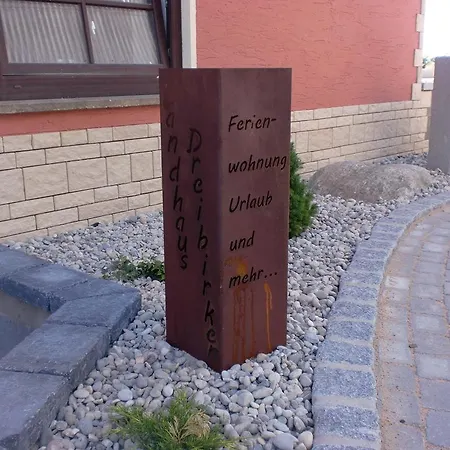 Landhaus
Dreibirken
Ferien-
wohnung
Urlaub
und
mehr...